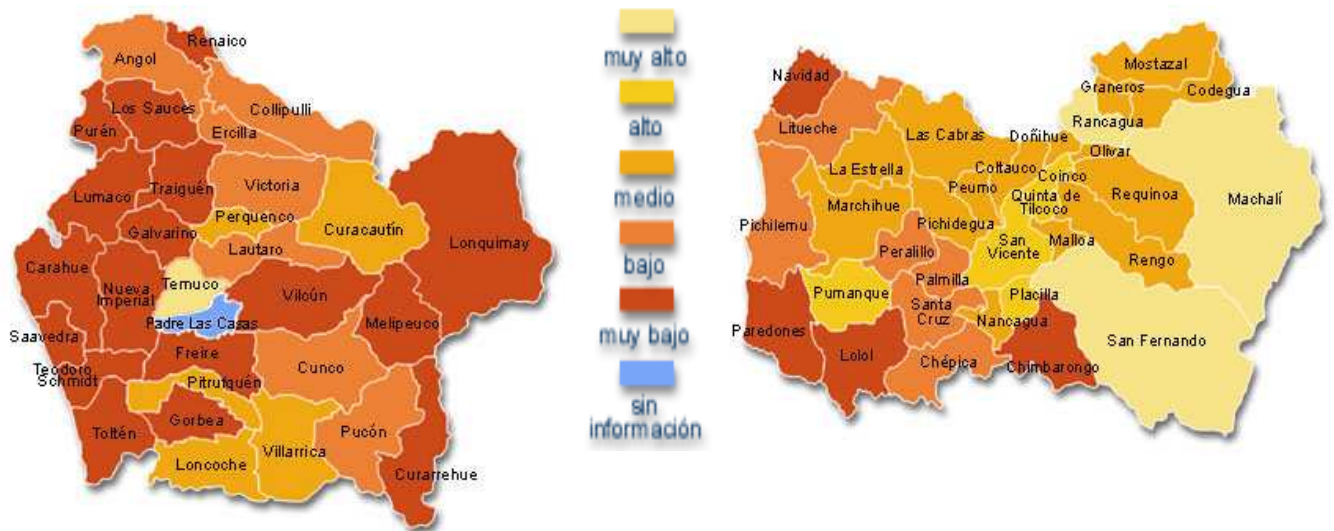 Renaico
Angol
Los Sauces
Collipulli
Purén
Ercilla
Lumaco
Traiguén
Victoria
Perquenco
Galvarino
Curacautín
Lautaro
Lonquimay
Carahue
Temuco
Nueva
Imperial
Vilcún
Padre Las Casas
Melipeuco
Saavedra
Freire
Teodoro
Schmidt
Cunco
Pitrufquén
Gorbea
Toltén
Pucón
Villarrica
Loncoche
Curarrehue
muy alto
alto
medio
bajo
muy bajo
sin
información
Mostazal
Navidad
Graneros
Codegua
Rancagua
Litueche
Las Cabras
Doñihue
Olivar
La Estrella
Coltauco
Coinco
Peumo
Quinta de
Tilcoco
Requinoa
Machalí
Marchihue
Pichidegua
Pichilemu
San
Vicente
Malloa
Peralillo
Rengo
Palmilla
Pumanque
Placilla
Santa
Cruz
Nancagua
Paredones
San Fernando
Lolol
Chépica
Chimbarongo